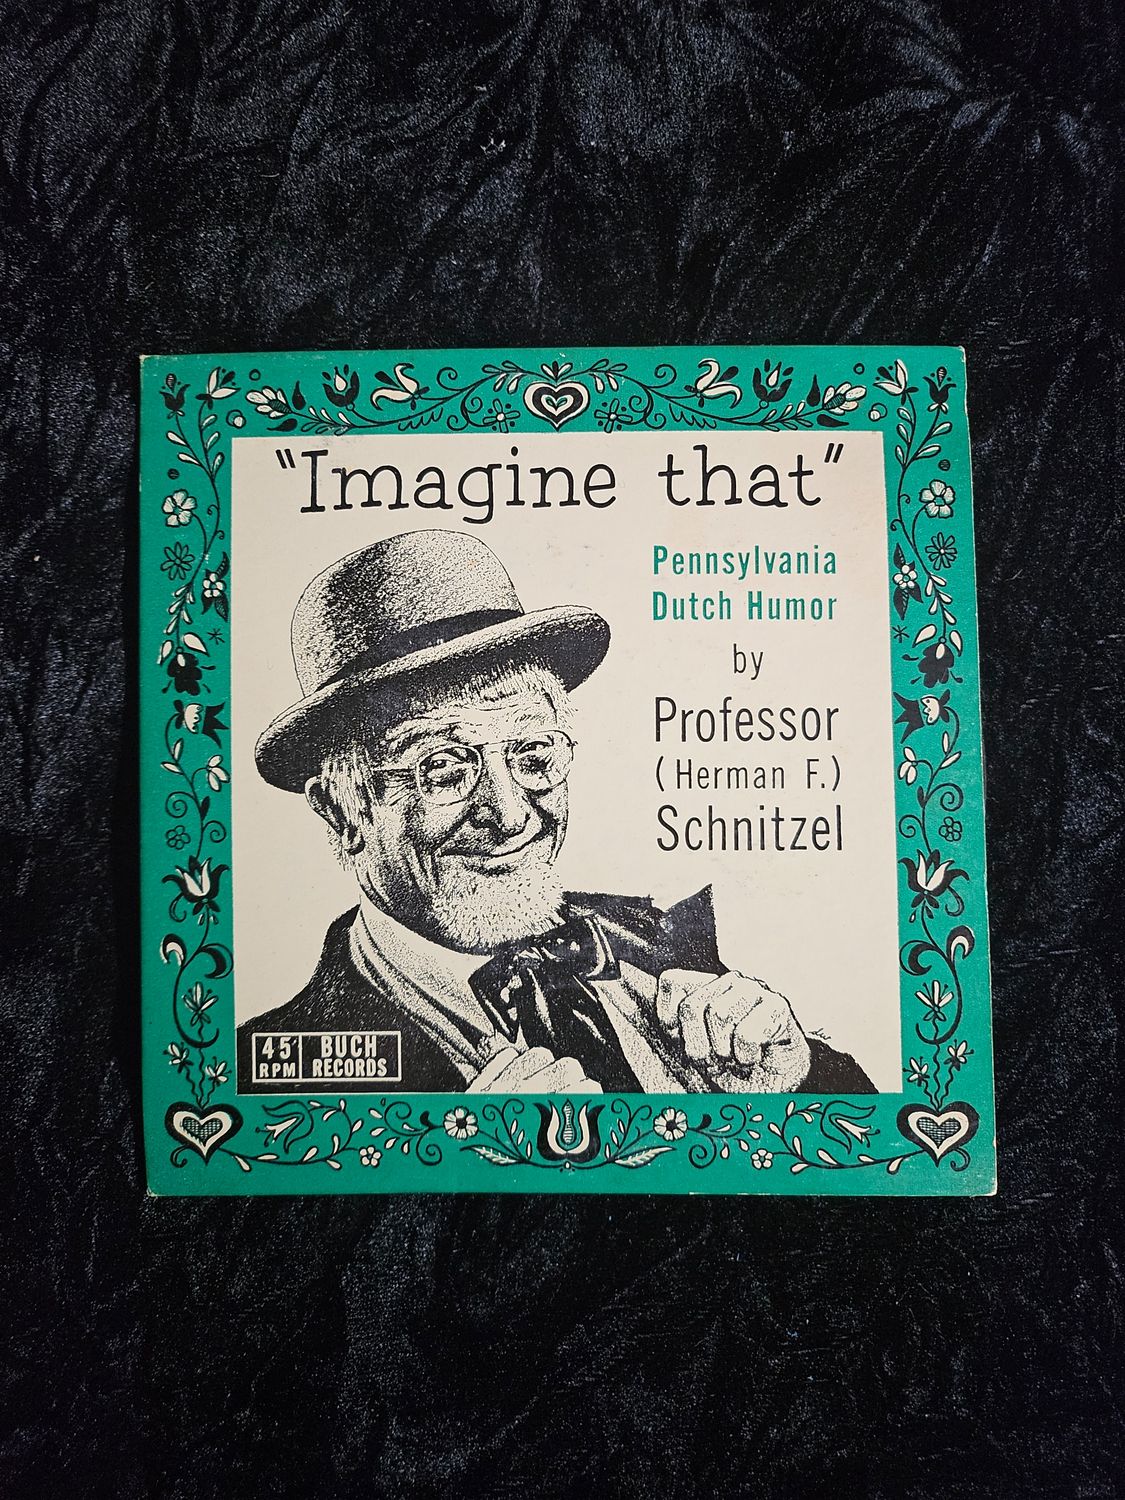 "Imagine that"
Pennsylvania
Dutch Humor
by
Professor
(Herman F.)
Schnitzel
45
RPM
BUCH
RECORDS